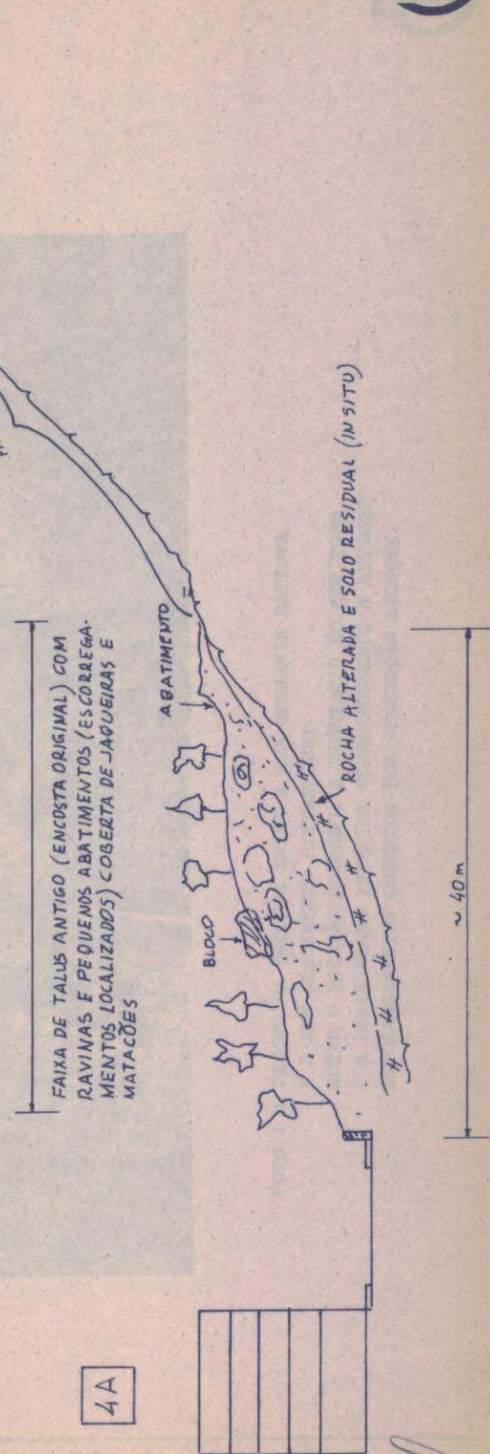 FAIXA DE TALUS ANTIGO (ENCOSTA ORIGINAL) COM
RAVINAS E PEQUENOS ABATIMENTOS (ESCORREGA-
MENTOS LOCALIZADOS) COBERTA DE JAQUEIRAS E
MATACÕES
ABATIMENTO
BLOCO
ROCHA ALTERADA E SOLO RESIDUAL (IN SITU)
~ 40m
4A